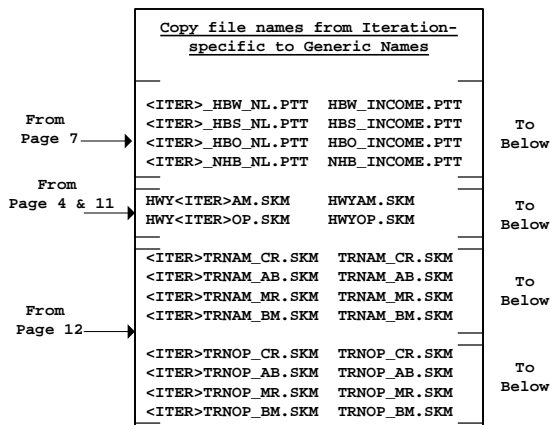 Copy file names from Iteration-
specific to Generic Names
From
Page 7
<ITER>_HBW_NL.PTT HBW_INCOME.PTT
<ITER>_HBS_NL.PTT HBS_INCOME.PTT
<ITER>_HBO_NL.PTT HBO_INCOME.PTT
<ITER>_NHB_NL.PTT NHB_INCOME.PTT
To
Below
From
Page 4 & 11
HWY<ITER>AM.SKM HWYAM.SKM
HWY<ITER>OP.SKM HWYOP.SKM
To
Below
From
Page 12
<ITER>TRNAM_CR.SKM TRNAM_CR.SKM
<ITER>TRNAM_AB.SKM TRNAM_AB.SKM
<ITER>TRNAM_MR.SKM TRNAM_MR.SKM
<ITER>TRNAM_BM.SKM TRNAM_BM.SKM
To
Below
<ITER>TRNOP_CR.SKM TRNOP_CR.SKM
<ITER>TRNOP_AB.SKM TRNOP_AB.SKM
<ITER>TRNOP_MR.SKM TRNOP_MR.SKM
<ITER>TRNOP_BM.SKM TRNOP_BM.SKM
To
Below